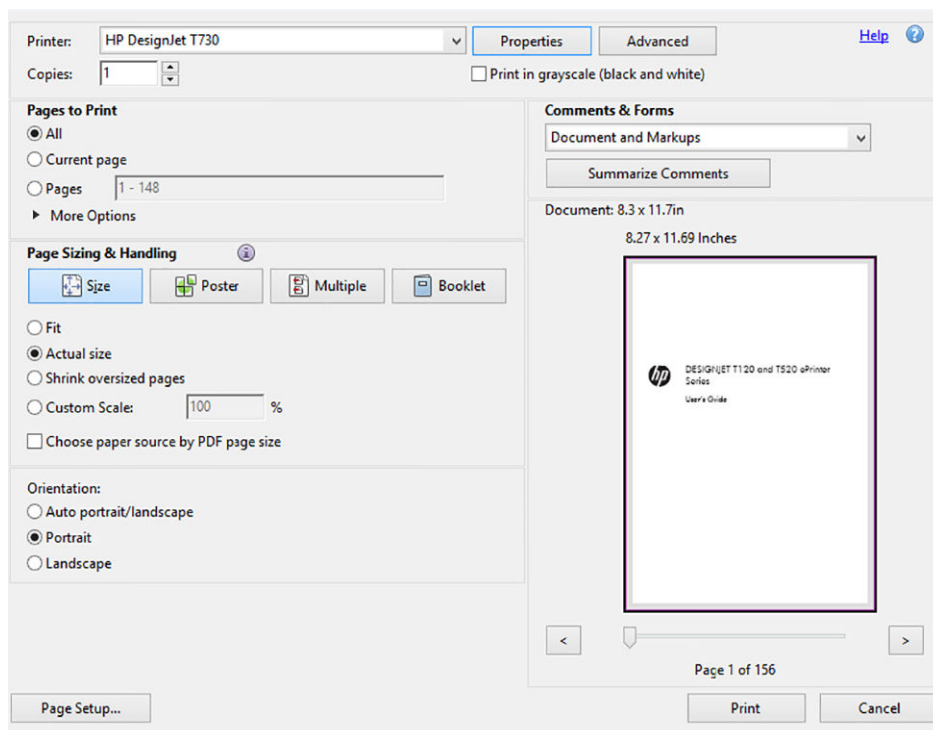 Printer: HP DesignJet T730 Properties Advanced Help ?
Copies: 1 Print in grayscale (black and white)
Pages to Print
All
Current page
Pages 1 - 148
More Options
Page Sizing & Handling i
Size Poster Multiple Booklet
Fit
Actual size
Shrink oversized pages
Custom Scale: 100 %
Choose paper source by PDF page size
Orientation:
Auto portrait/landscape
Portrait
Landscape
Comments & Forms
Document and Markups
Summarize Comments
Document: 8.3 x 11.7in
8.27 x 11.69 Inches
hp
DESIGNJET T120 and T520 ePrinter
Series
User's Guide
< >
Page 1 of 156
Page Setup... Print Cancel